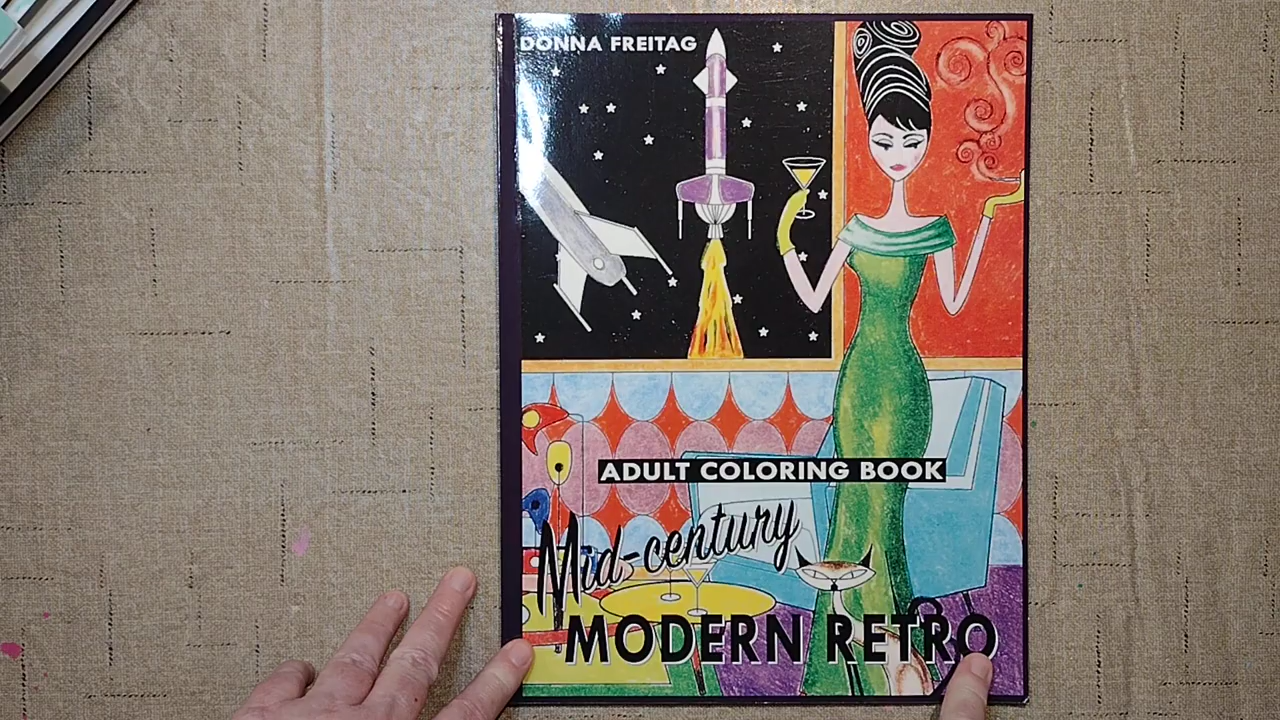 DONNA FREITAG
ADULT COLORING BOOK
Mid-century
MODERN RETRO